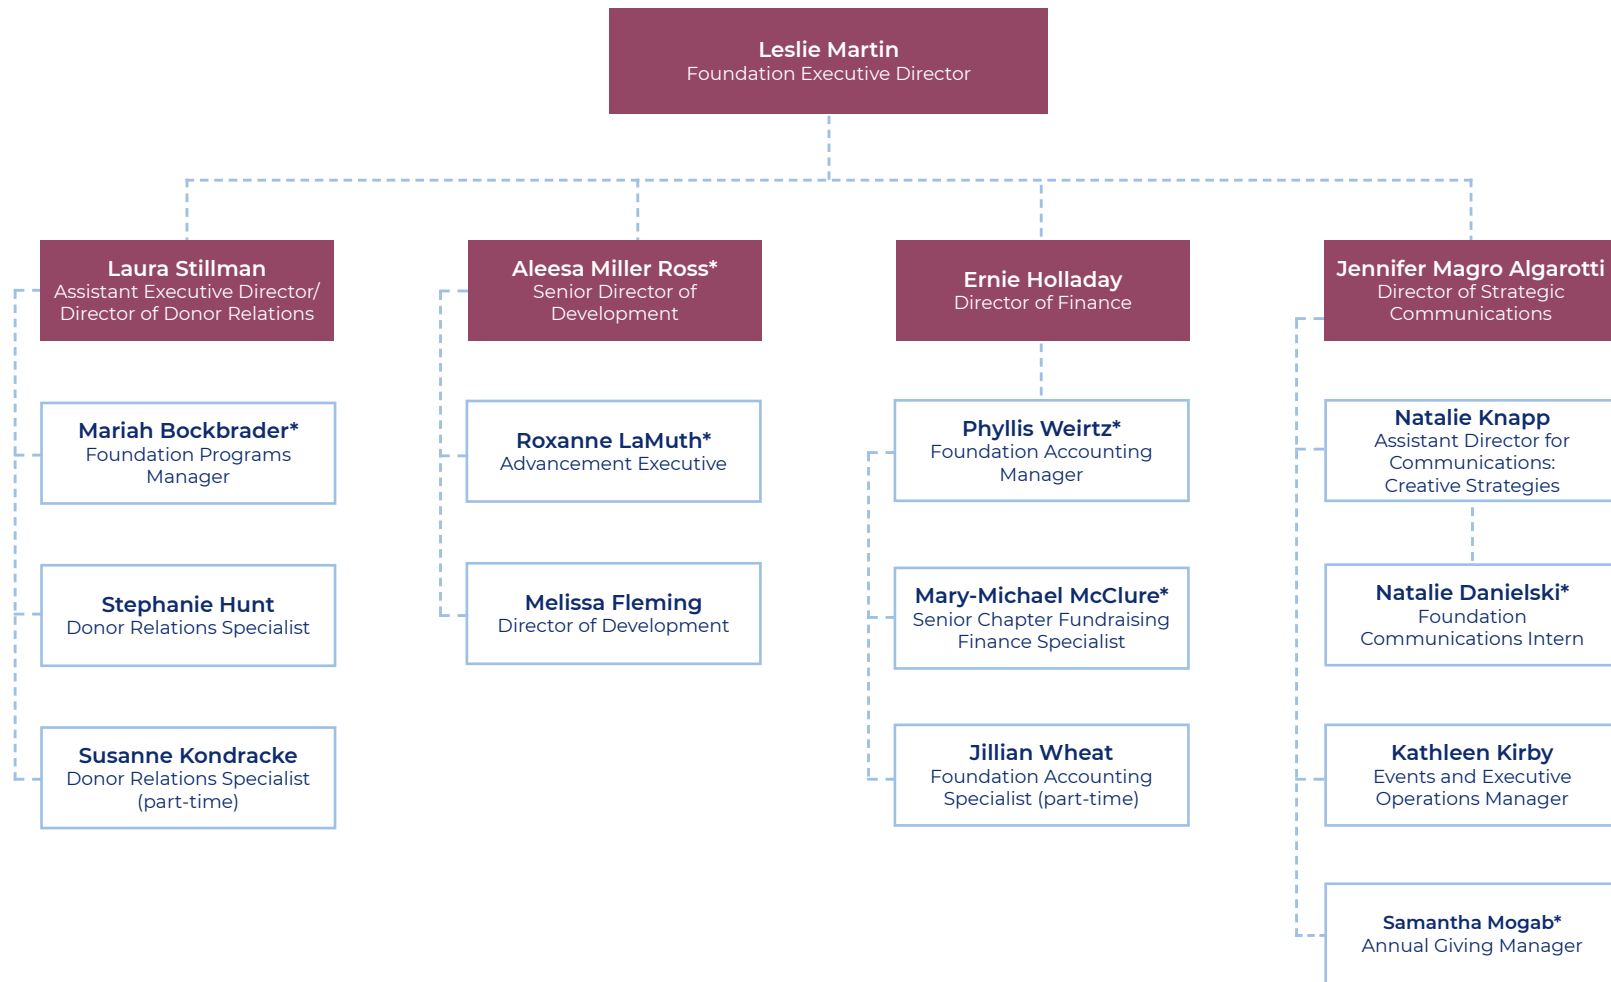 Leslie Martin
Foundation Executive Director
Laura Stillman
Assistant Executive Director/
Director of Donor Relations
Mariah Bockbrader*
Foundation Programs
Manager
Stephanie Hunt
Donor Relations Specialist
Susanne Kondracke
Donor Relations Specialist
(part-time)
Aleesa Miller Ross*
Senior Director of
Development
Roxanne LaMuth*
Advancement Executive
Melissa Fleming
Director of Development
Ernie Holladay
Director of Finance
Phyllis Weirtz*
Foundation Accounting
Manager
Mary-Michael McClure*
Senior Chapter Fundraising
Finance Specialist
Jillian Wheat
Foundation Accounting
Specialist (part-time)
Jennifer Magro Algarotti
Director of Strategic
Communications
Natalie Knapp
Assistant Director for
Communications:
Creative Strategies
Natalie Danielski*
Foundation
Communications Intern
Kathleen Kirby
Events and Executive
Operations Manager
Samantha Mogab*
Annual Giving Manager